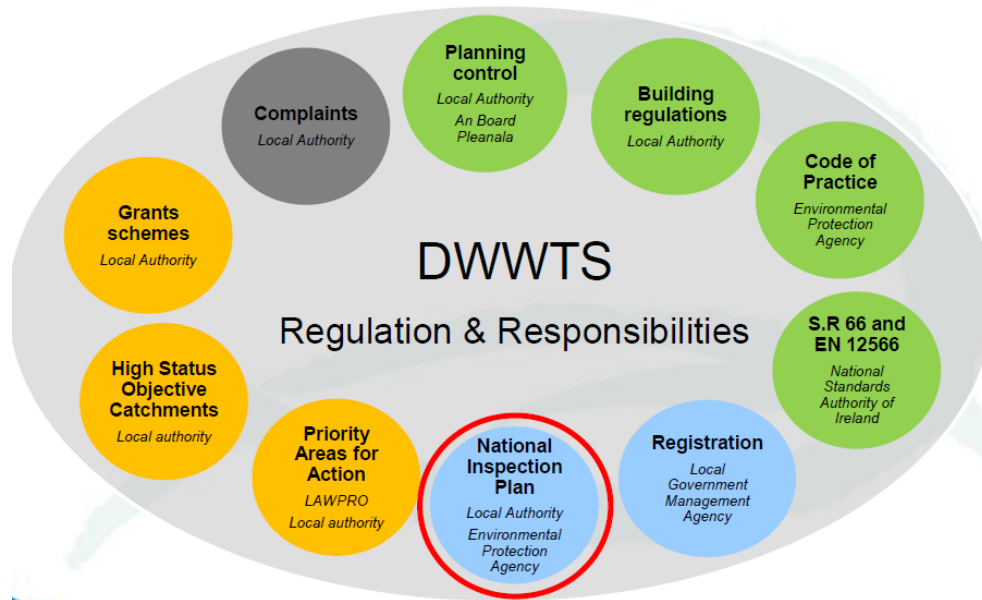 DWWTS
Regulation & Responsibilities
Planning
control
Local Authority
An Board
Pleanala
Building
regulations
Local Authority
Code of
Practice
Environmental
Protection
Agency
S.R 66 and
EN 12566
National
Standards
Authority of
Ireland
Registration
Local
Government
Management
Agency
National
Inspection
Plan
Local Authority
Environmental
Protection
Agency
Priority
Areas for
Action
LAWPRO
Local authority
High Status
Objective
Catchments
Local authority
Grants
schemes
Local Authority
Complaints
Local Authority